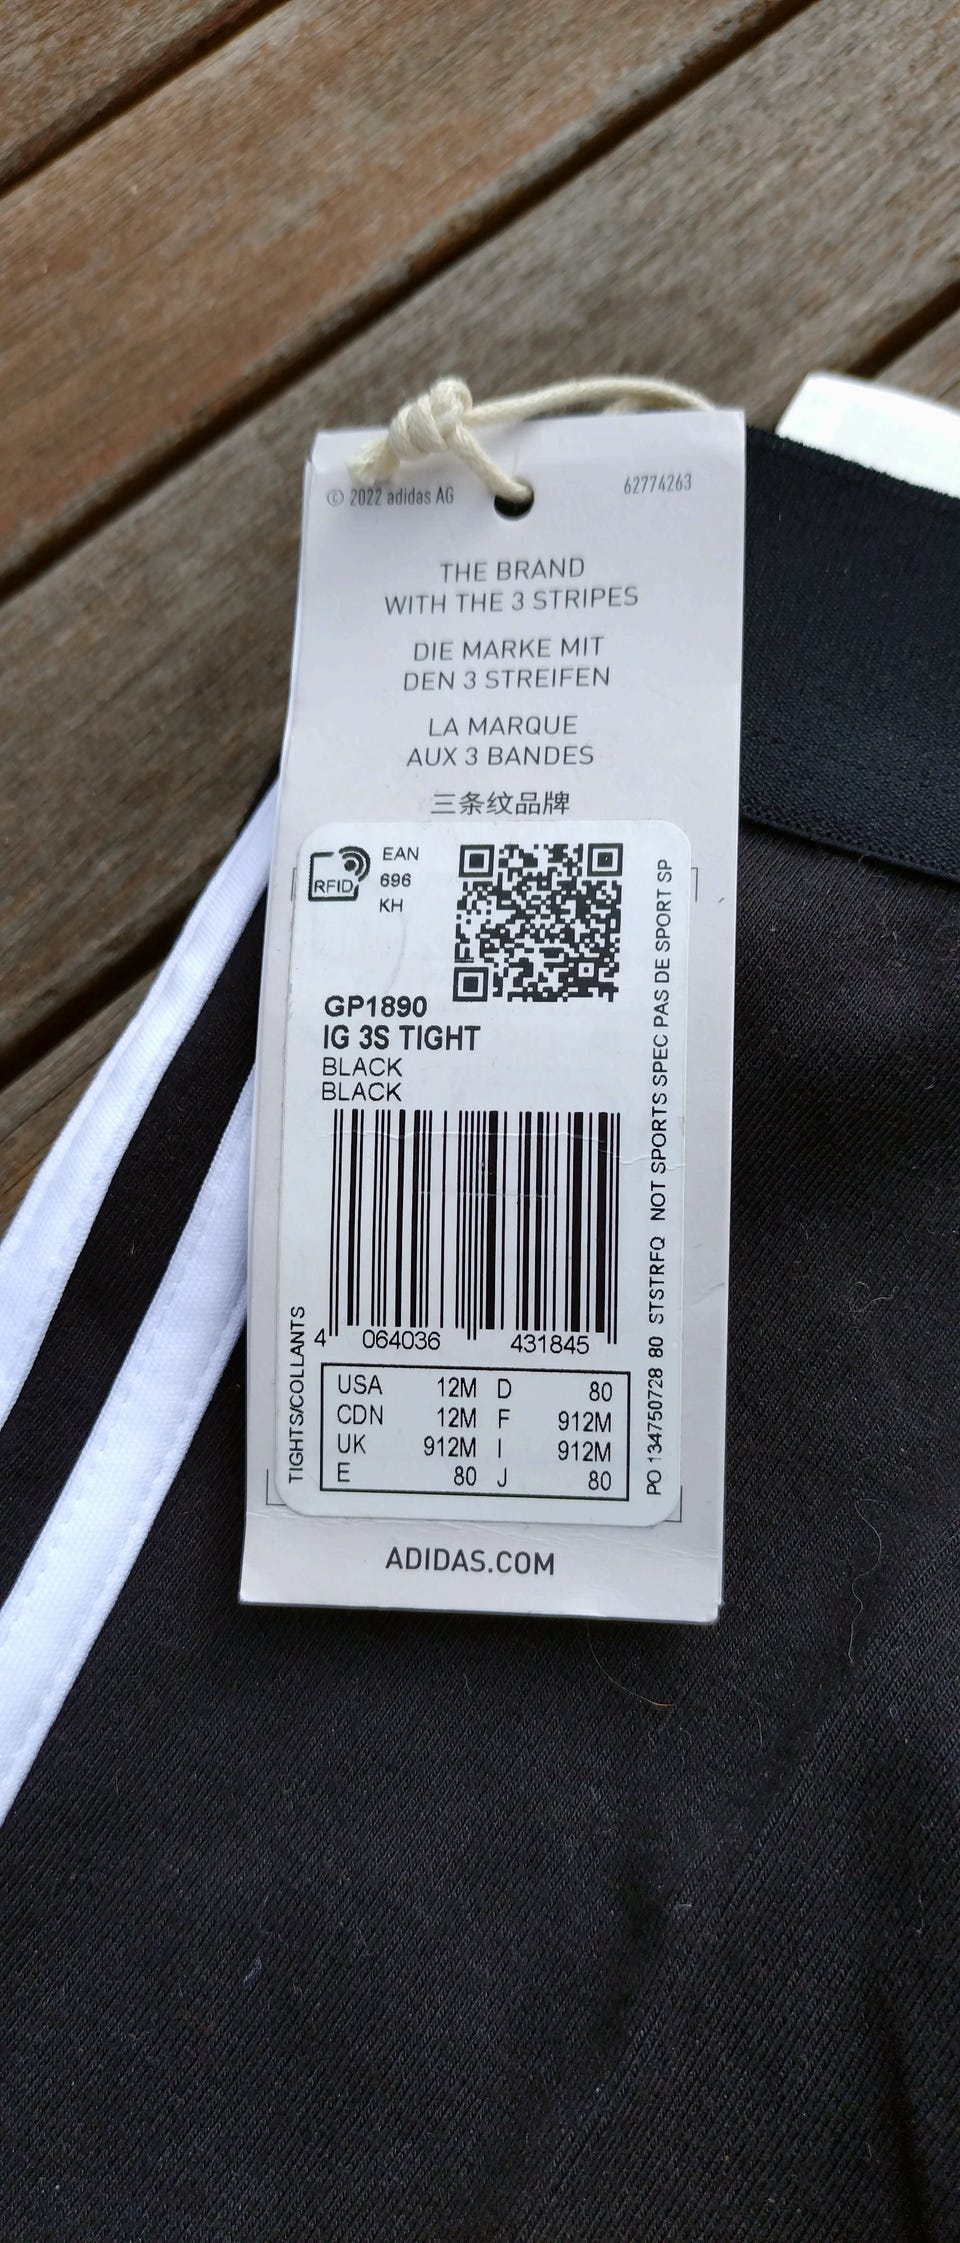 © 2022 adidas AG
62774263
THE BRAND
WITH THE 3 STRIPES
DIE MARKE MIT
DEN 3 STREIFEN
LA MARQUE
AUX 3 BANDES
三条纹品牌
RFID
EAN
696
KH
GP1890
IG 3S TIGHT
BLACK
BLACK
4 064036 431845
TIGHTS/COLLANTS
USA 12M D 80
CDN 12M F 912M
UK 912M I 912M
E 80 J 80
PO 134750728 80 STSTRFQ NOT SPORTS SPEC PAS DE SPORT SP
ADIDAS.COM